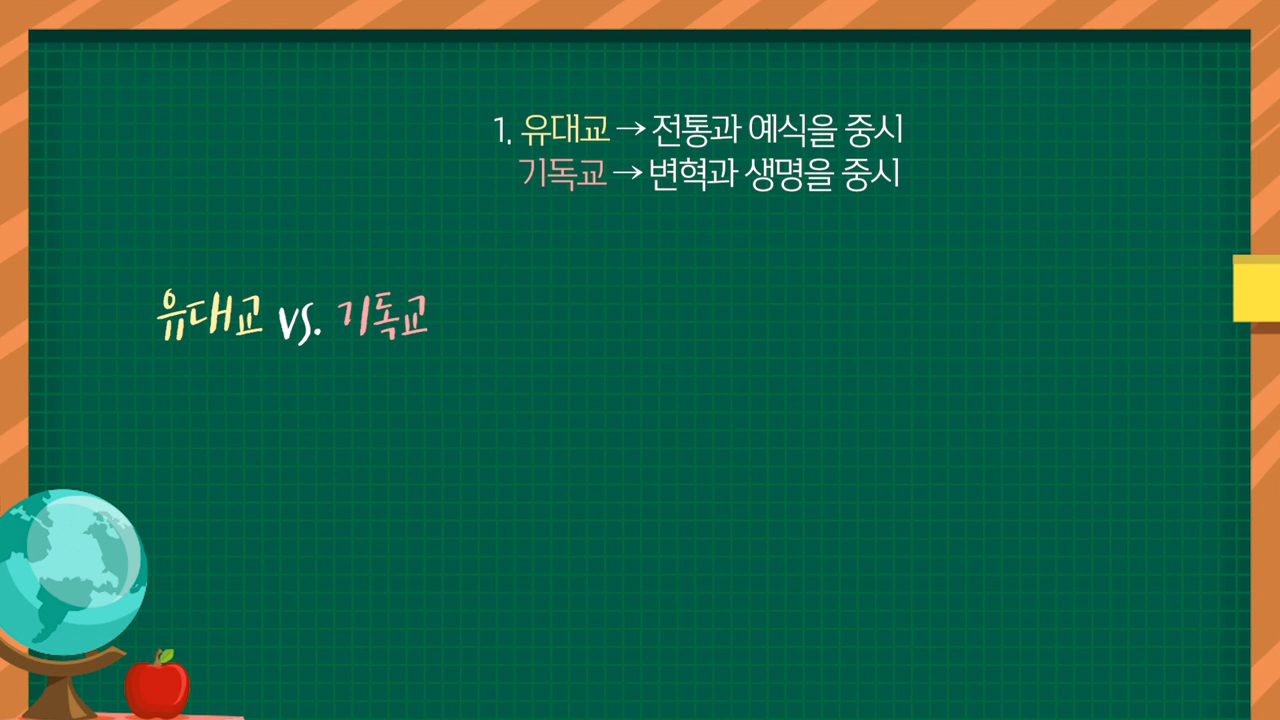 1. 유대교 → 전통과 예식을 중시
기독교 → 변혁과 생명을 중시
유대교 vs. 기독교